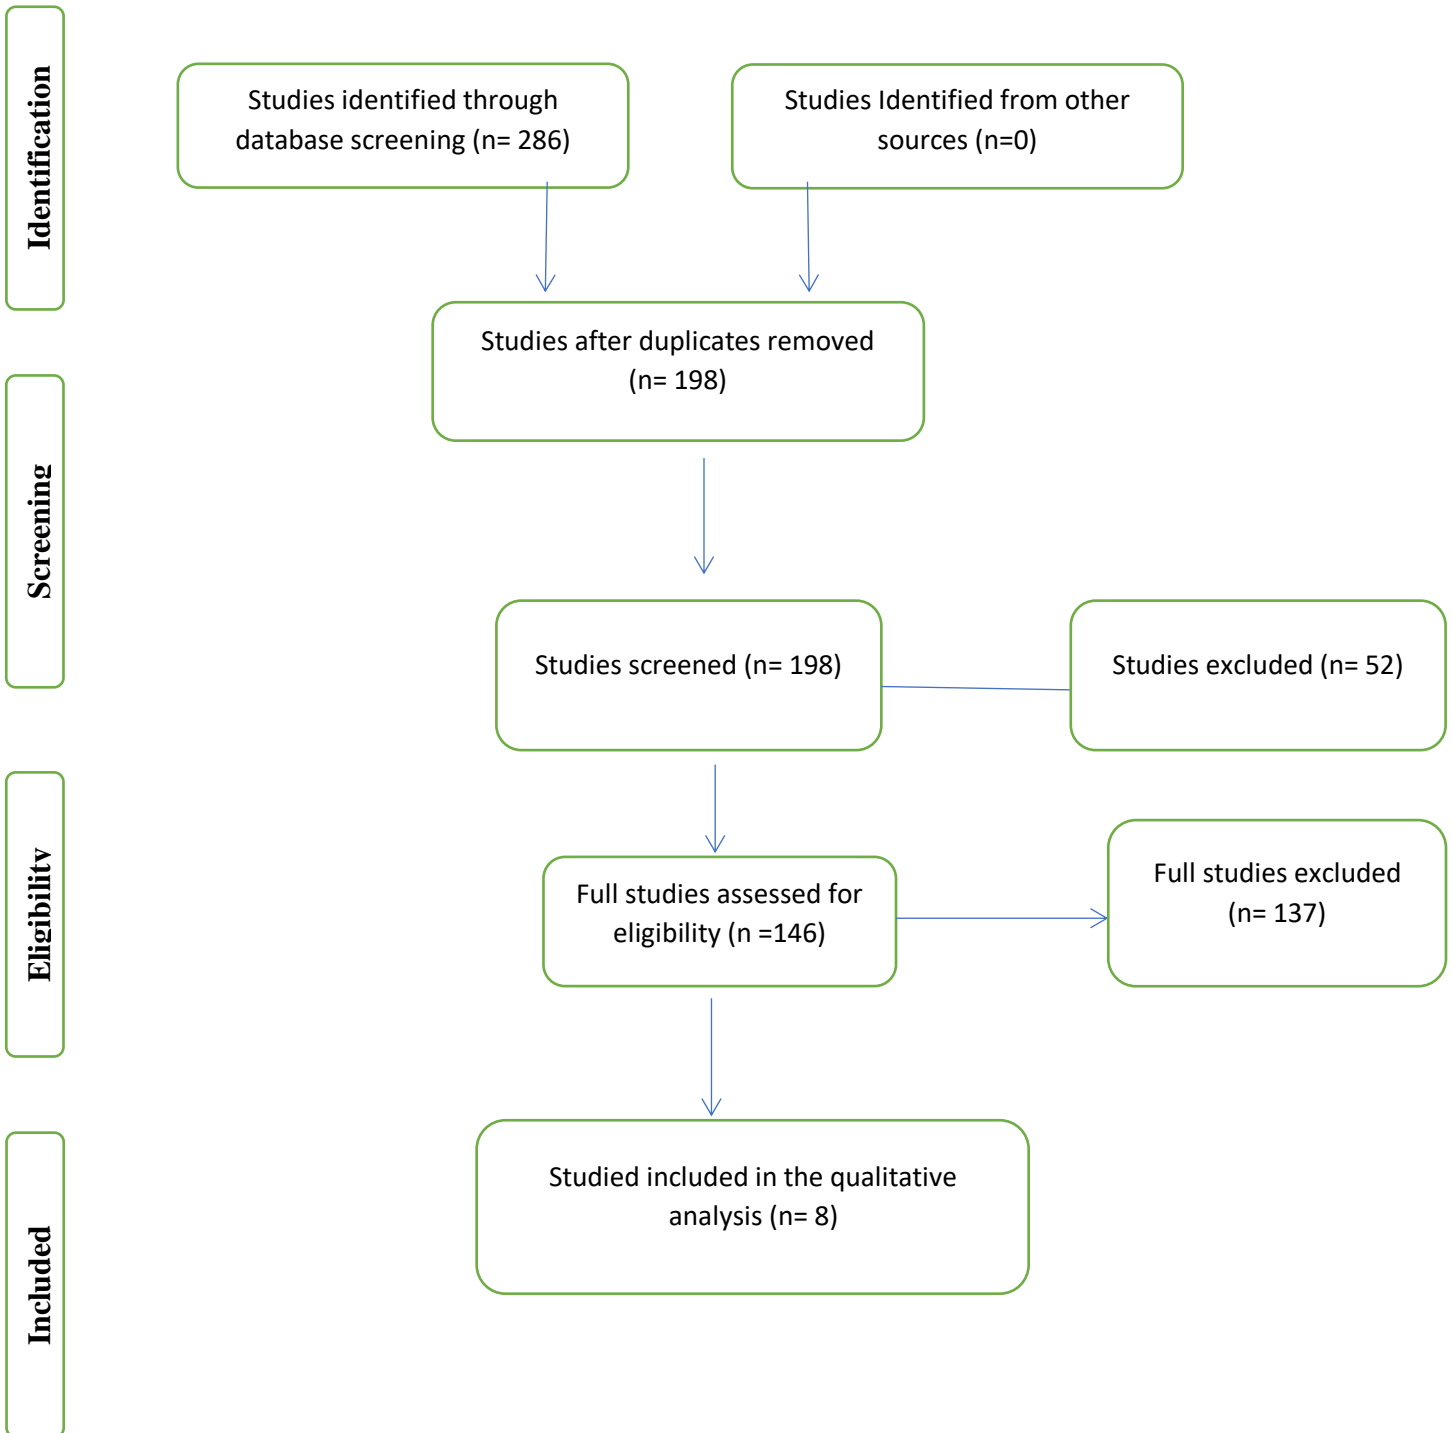 Identification
Studies identified through
database screening (n= 286)
Studies Identified from other
sources (n=0)
Studies after duplicates removed
(n= 198)
Screening
Studies screened (n= 198)
Studies excluded (n= 52)
Eligibility
Full studies assessed for
eligibility (n =146)
Full studies excluded
(n= 137)
Included
Studied included in the qualitative
analysis (n= 8)